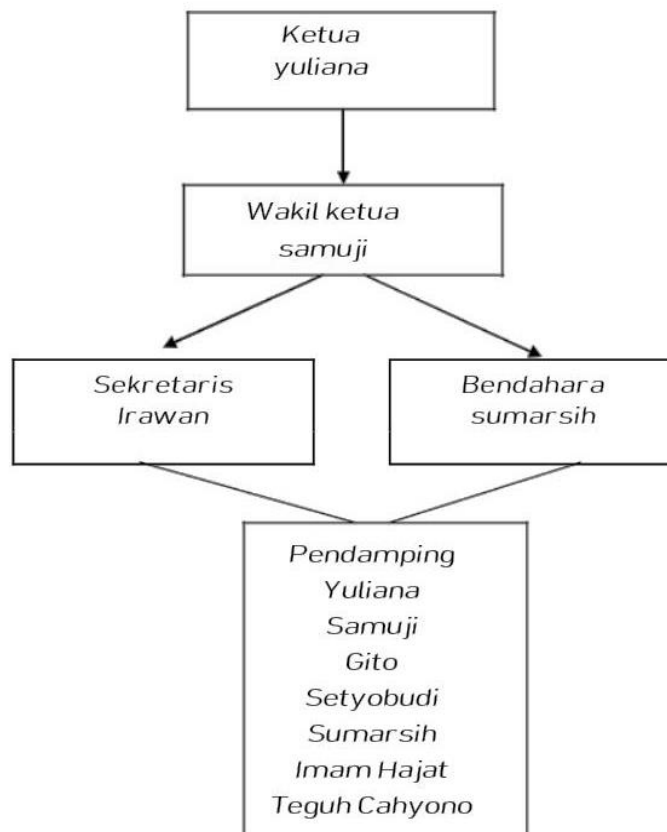 Ketua
yuliana
Wakil ketua
samuji
Sekretaris
Irawan
Bendahara
sumarsih
Pendamping
Yuliana
Samuji
Gito
Setyobudi
Sumarsih
Imam Hajat
Teguh Cahyono